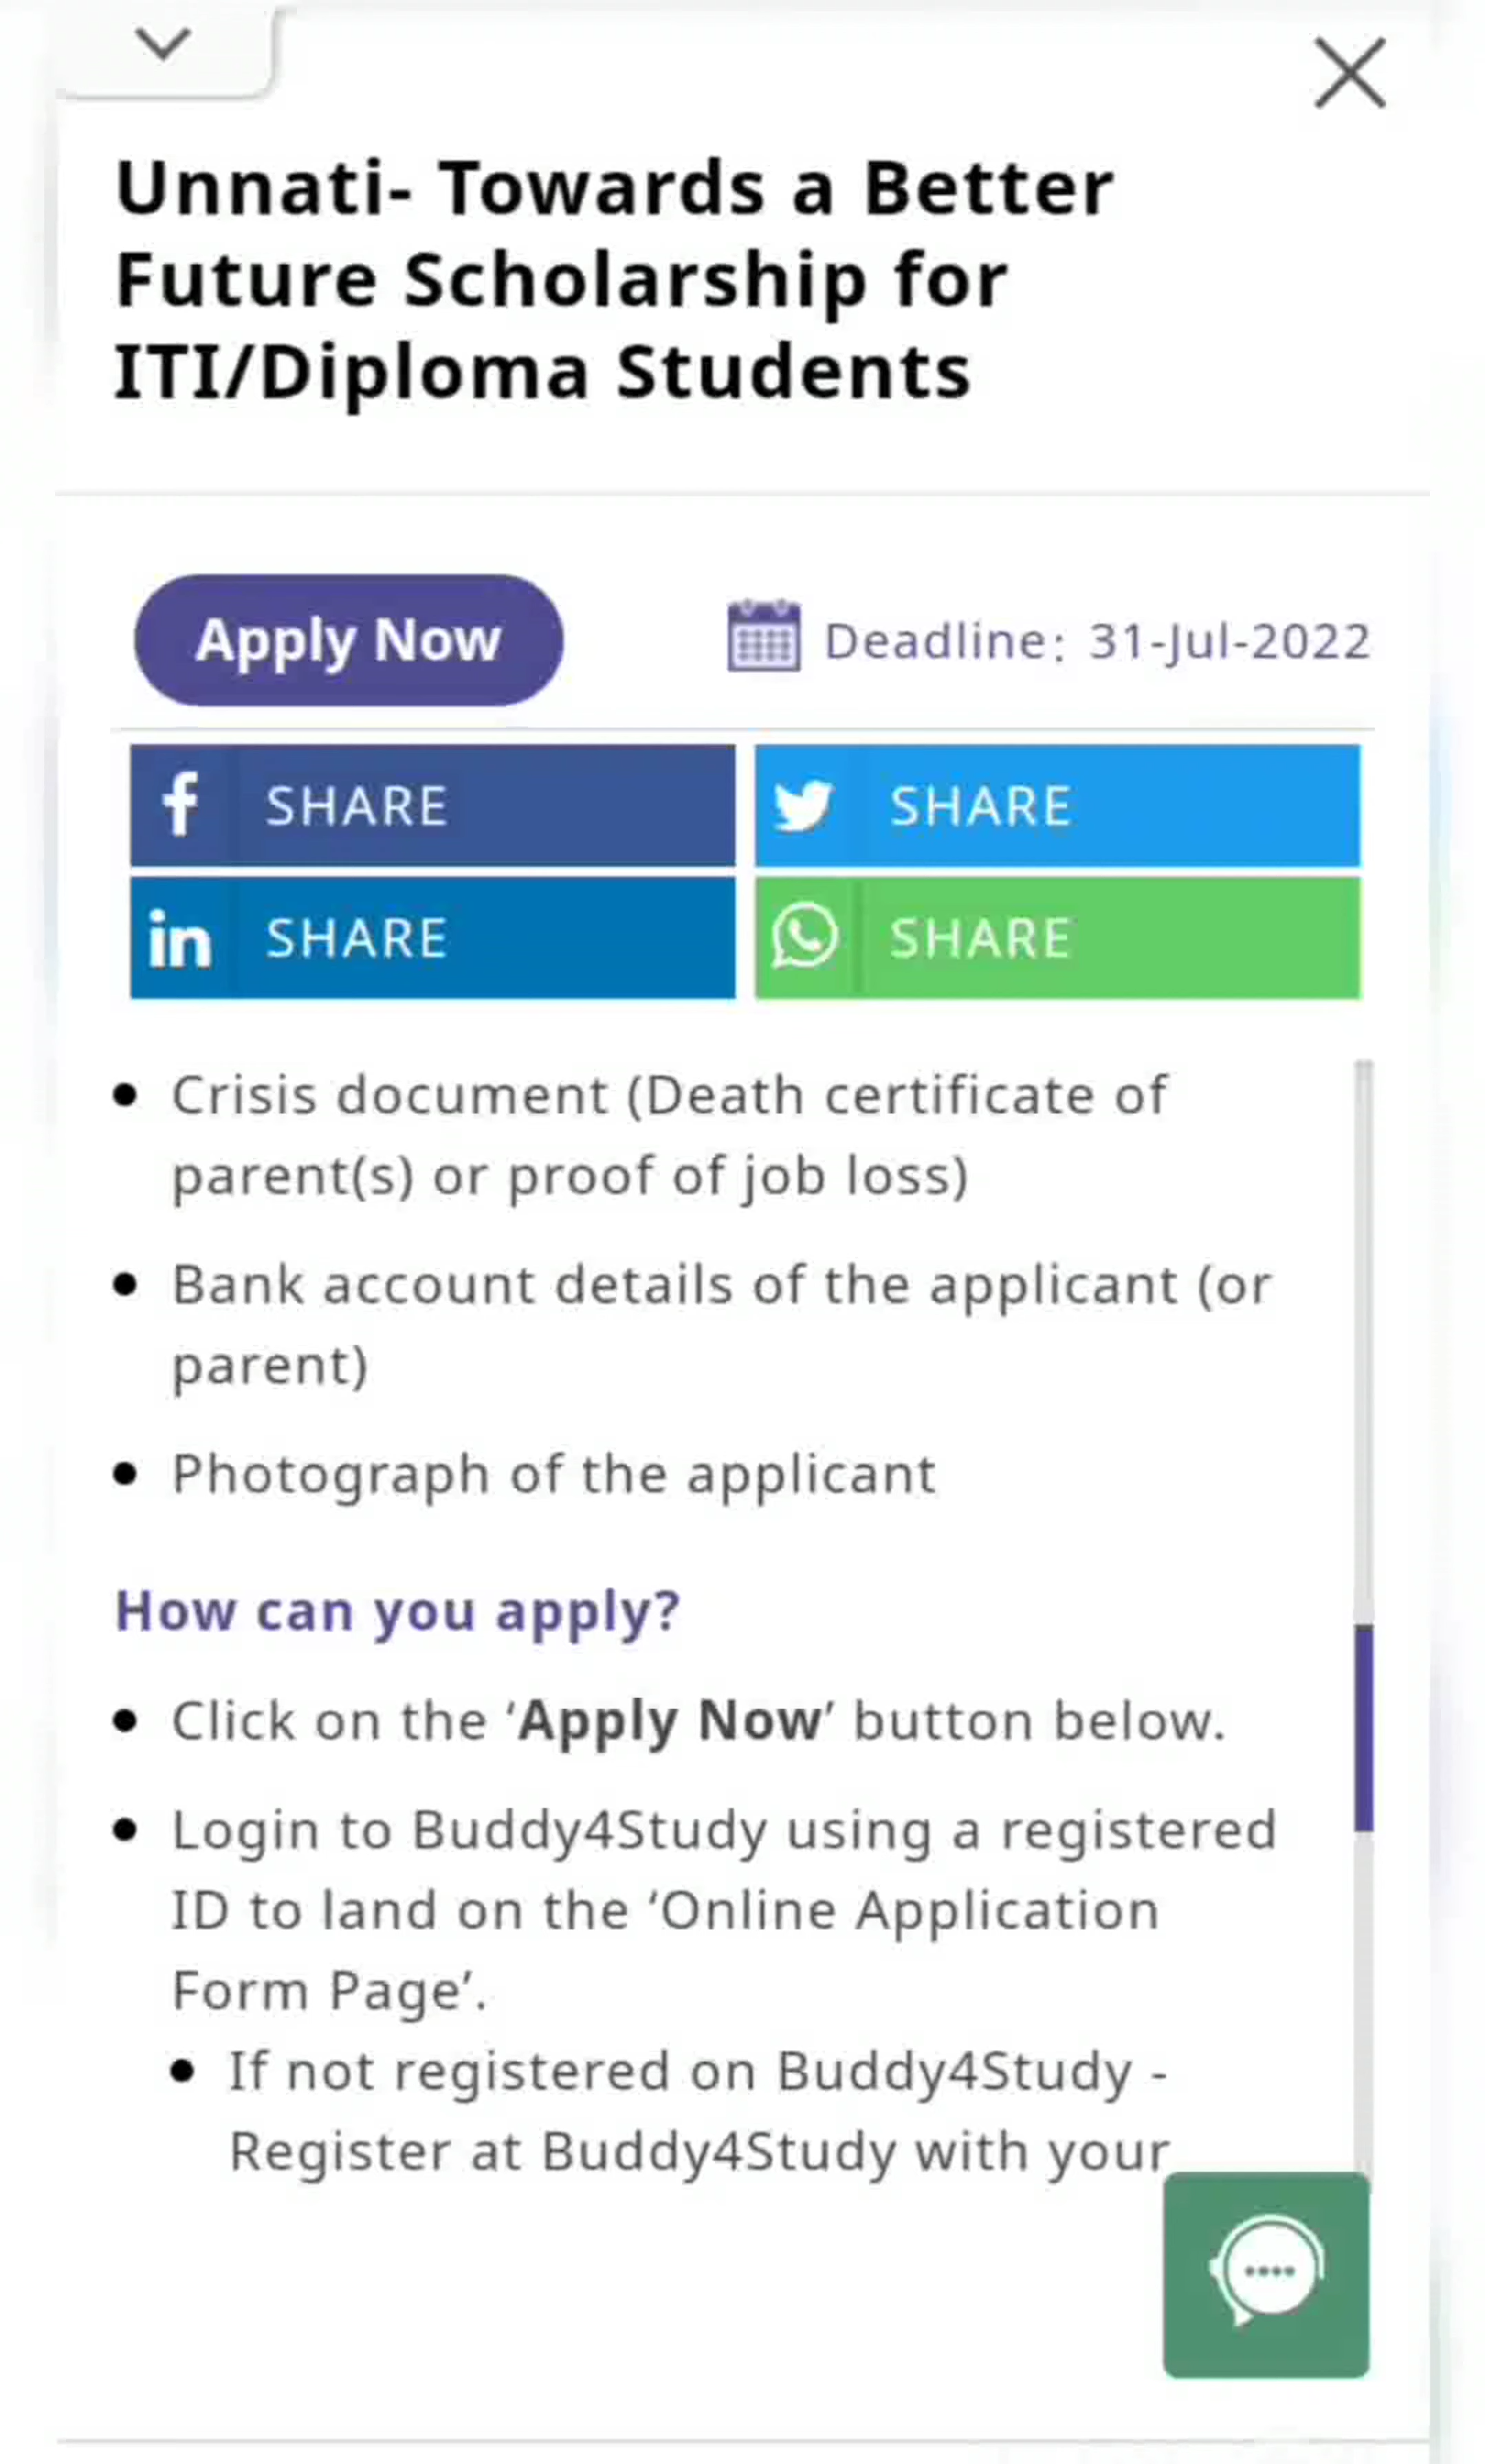 Unnati- Towards a Better
Future Scholarship for
ITI/Diploma Students
Apply Now
Deadline: 31-Jul-2022
f SHARE
SHARE
in SHARE
SHARE
• Crisis document (Death certificate of
parent(s) or proof of job loss)
• Bank account details of the applicant (or
parent)
• Photograph of the applicant
How can you apply?
• Click on the ‘Apply Now’ button below.
• Login to Buddy4Study using a registered
ID to land on the ‘Online Application
Form Page’.
• If not registered on Buddy4Study -
Register at Buddy4Study with your